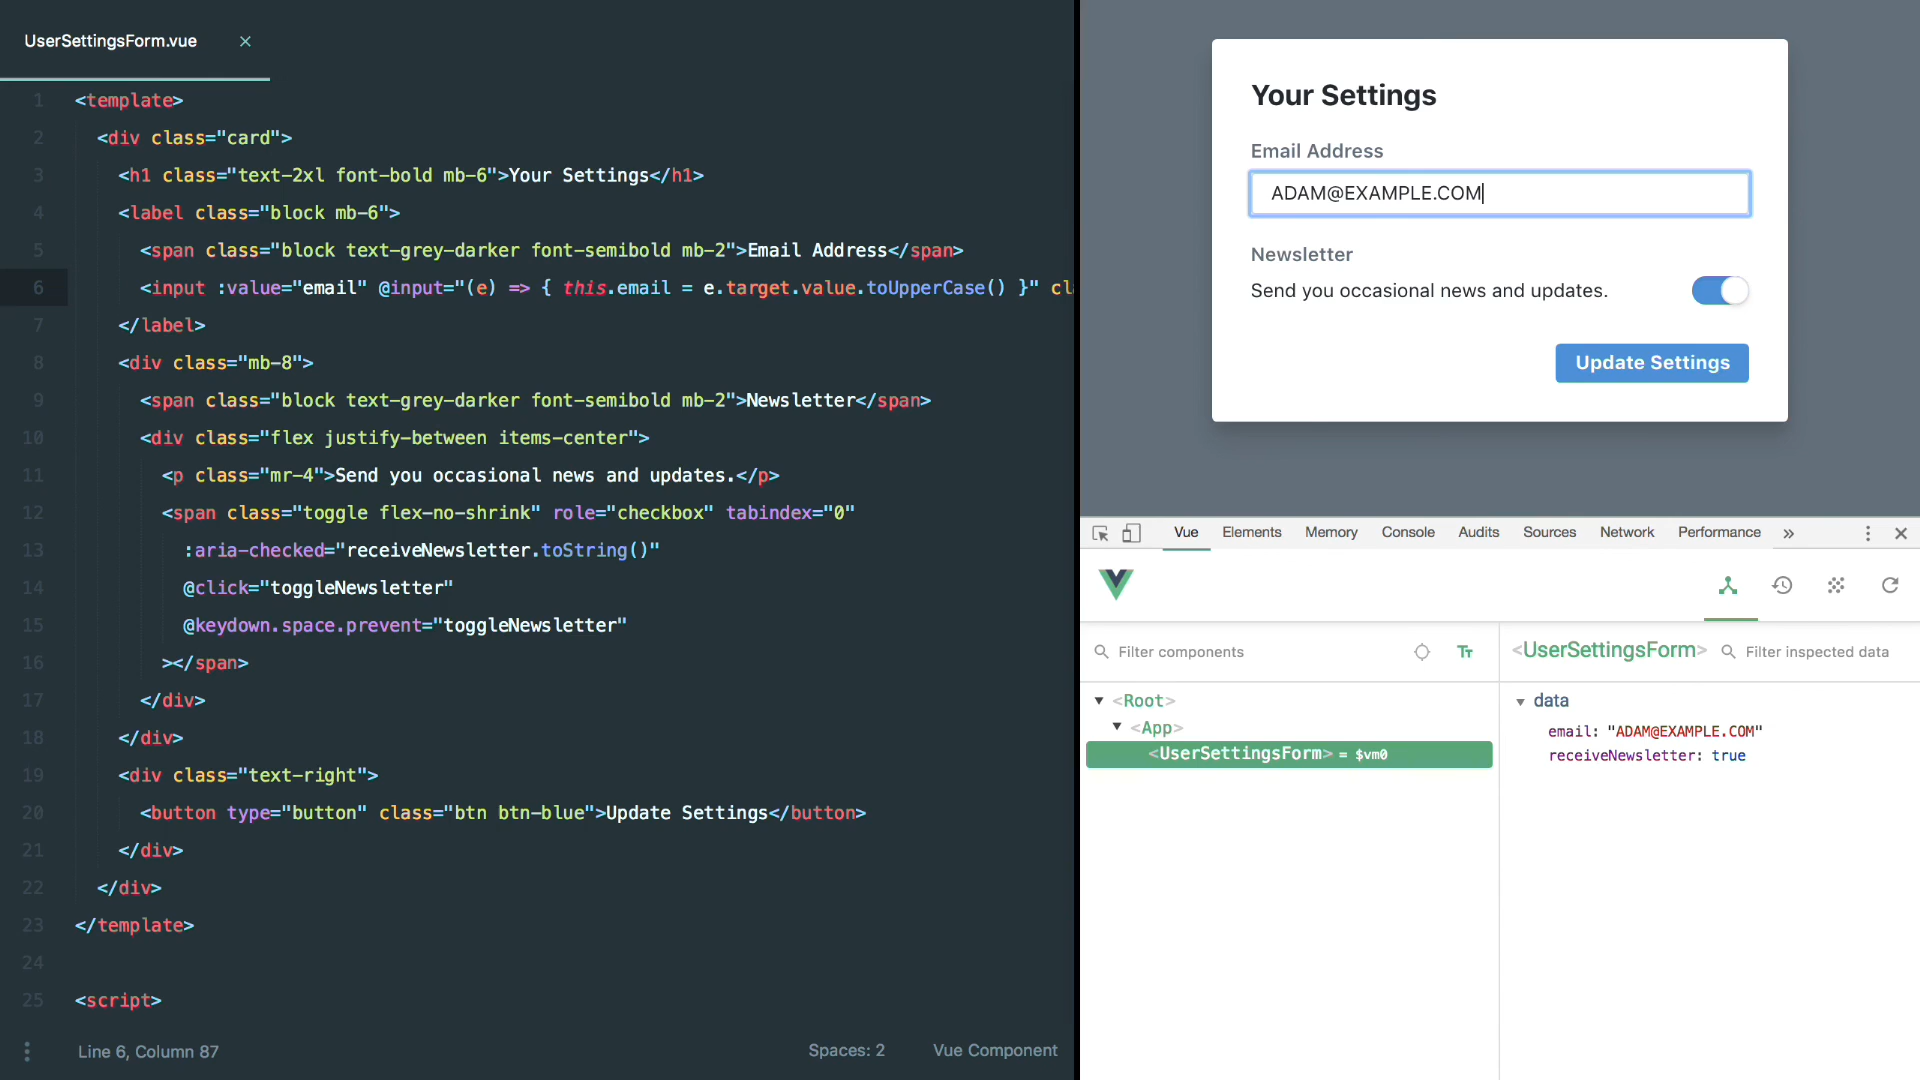 UserSettingsForm.vue ×
1 <template>
2 <div class="card">
3 <h1 class="text-2xl font-bold mb-6">Your Settings</h1>
4 <label class="block mb-6">
5 <span class="block text-grey-darker font-semibold mb-2">Email Address</span>
6 <input :value="email" @input="(e) => { this.email = e.target.value.toUpperCase() }" cl
7 </label>
8 <div class="mb-8">
9 <span class="block text-grey-darker font-semibold mb-2">Newsletter</span>
10 <div class="flex justify-between items-center">
11 <p class="mr-4">Send you occasional news and updates.</p>
12 <span class="toggle flex-no-shrink" role="checkbox" tabindex="0"
13 :aria-checked="receiveNewsletter.toString()"
14 @click="toggleNewsletter"
15 @keydown.space.prevent="toggleNewsletter"
16 ></span>
17 </div>
18 </div>
19 <div class="text-right">
20 <button type="button" class="btn btn-blue">Update Settings</button>
21 </div>
22 </div>
23 </template>
24
25 <script>
Line 6, Column 87 Spaces: 2 Vue Component
Your Settings
Email Address
ADAM@EXAMPLE.COM
Newsletter
Send you occasional news and updates.
Update Settings
Vue Elements Memory Console Audits Sources Network Performance »
Filter components Tт <UserSettingsForm> Filter inspected data
<Root>
<App>
<UserSettingsForm> = $vm0
data
email: "ADAM@EXAMPLE.COM"
receiveNewsletter: true